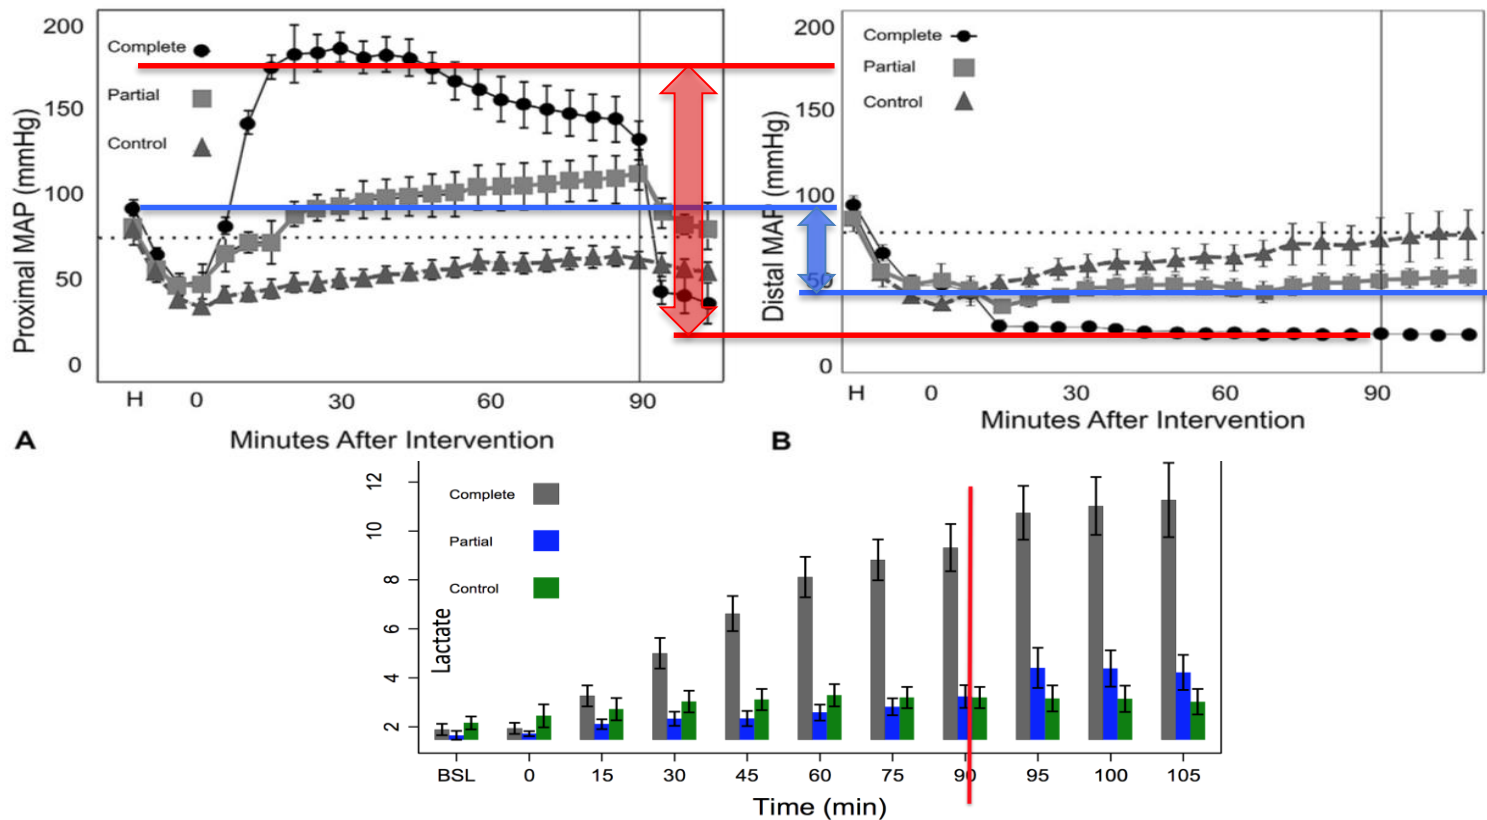 200
150
100
50
0
Proximal MAP (mmHg)
Complete
Partial
Control
H 0 30 60 90
Minutes After Intervention
A
200
150
100
50
0
Distal MAP (mmHg)
Complete
Partial
Control
H 0 30 60 90
Minutes After Intervention
B
12
10
8
6
4
2
Lactate
Complete
Partial
Control
BSL 0 15 30 45 60 75 90 95 100 105
Time (min)